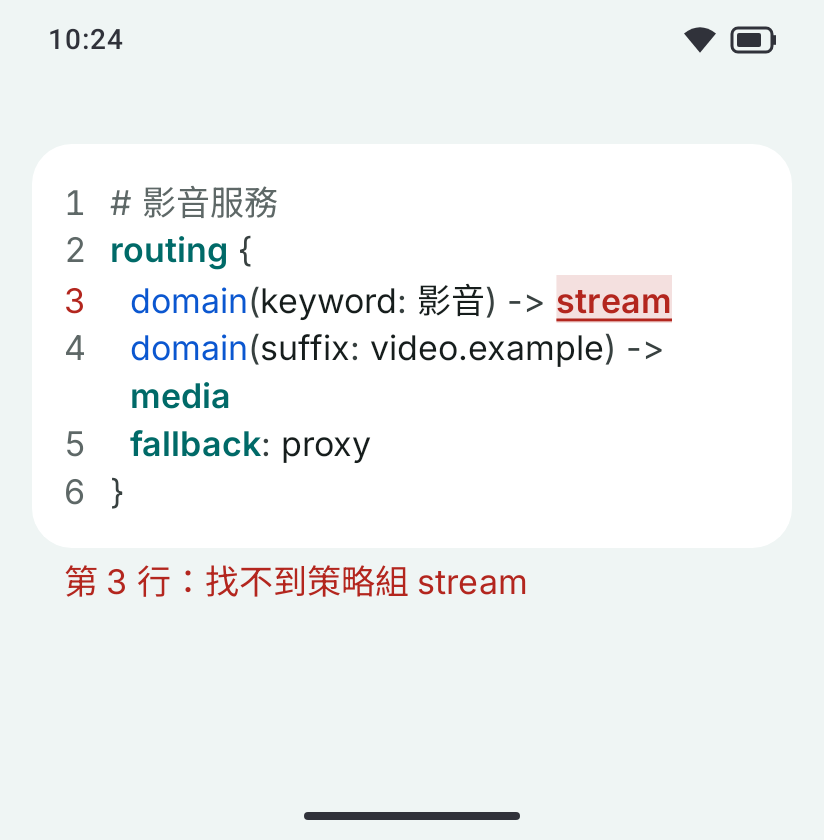 10:24
1 # 影音服務
2 routing {
3 domain(keyword: 影音) -> stream
4 domain(suffix: video.example) ->
media
5 fallback: proxy
6 }
第 3 行：找不到策略組 stream